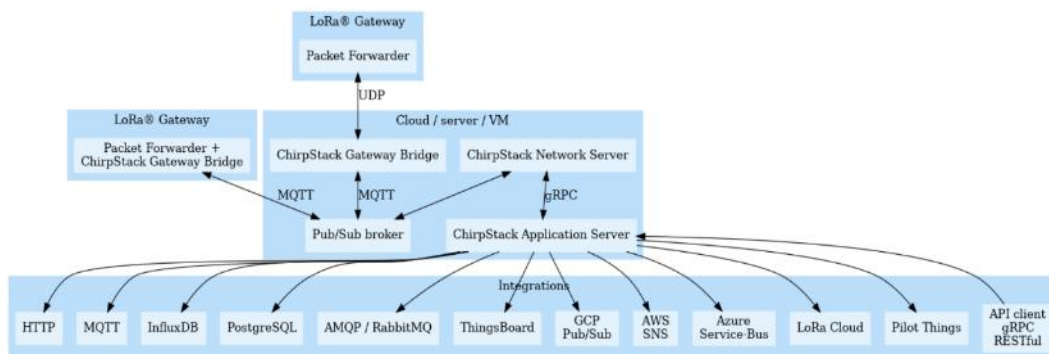 LoRa® Gateway
Packet Forwarder
UDP
LoRa® Gateway
Packet Forwarder +
ChirpStack Gateway Bridge
Cloud / server / VM
ChirpStack Gateway Bridge
ChirpStack Network Server
MQTT
MQTT
gRPC
Pub/Sub broker
ChirpStack Application Server
Integrations
HTTP
MQTT
InfluxDB
PostgreSQL
AMQP / RabbitMQ
ThingsBoard
GCP
Pub/Sub
AWS
SNS
Azure
Service-Bus
LoRa Cloud
Pilot Things
API client
gRPC
RESTful